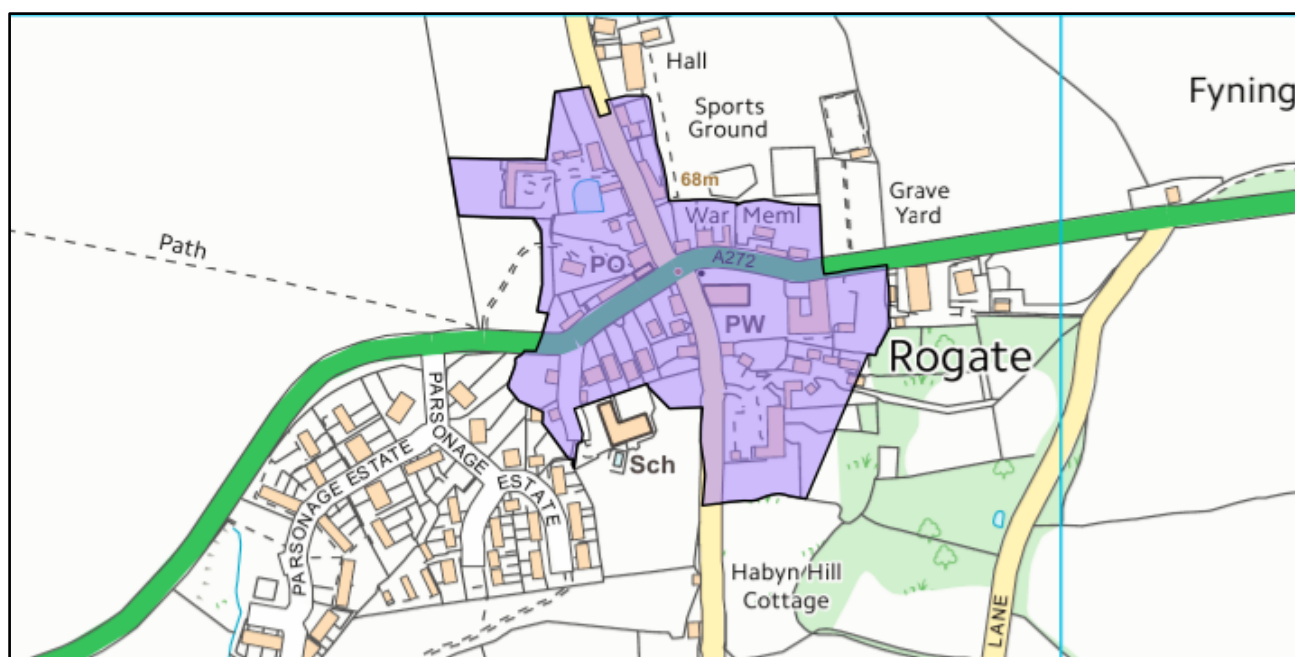 Hall
Fyning
Sports
Ground
68m
Grave
Yard
War Meml
Path
PO
A272
PW
Rogate
PARSONAGE ESTATE
PARSONAGE ESTATE
Sch
Habyn Hill
Cottage
LANE